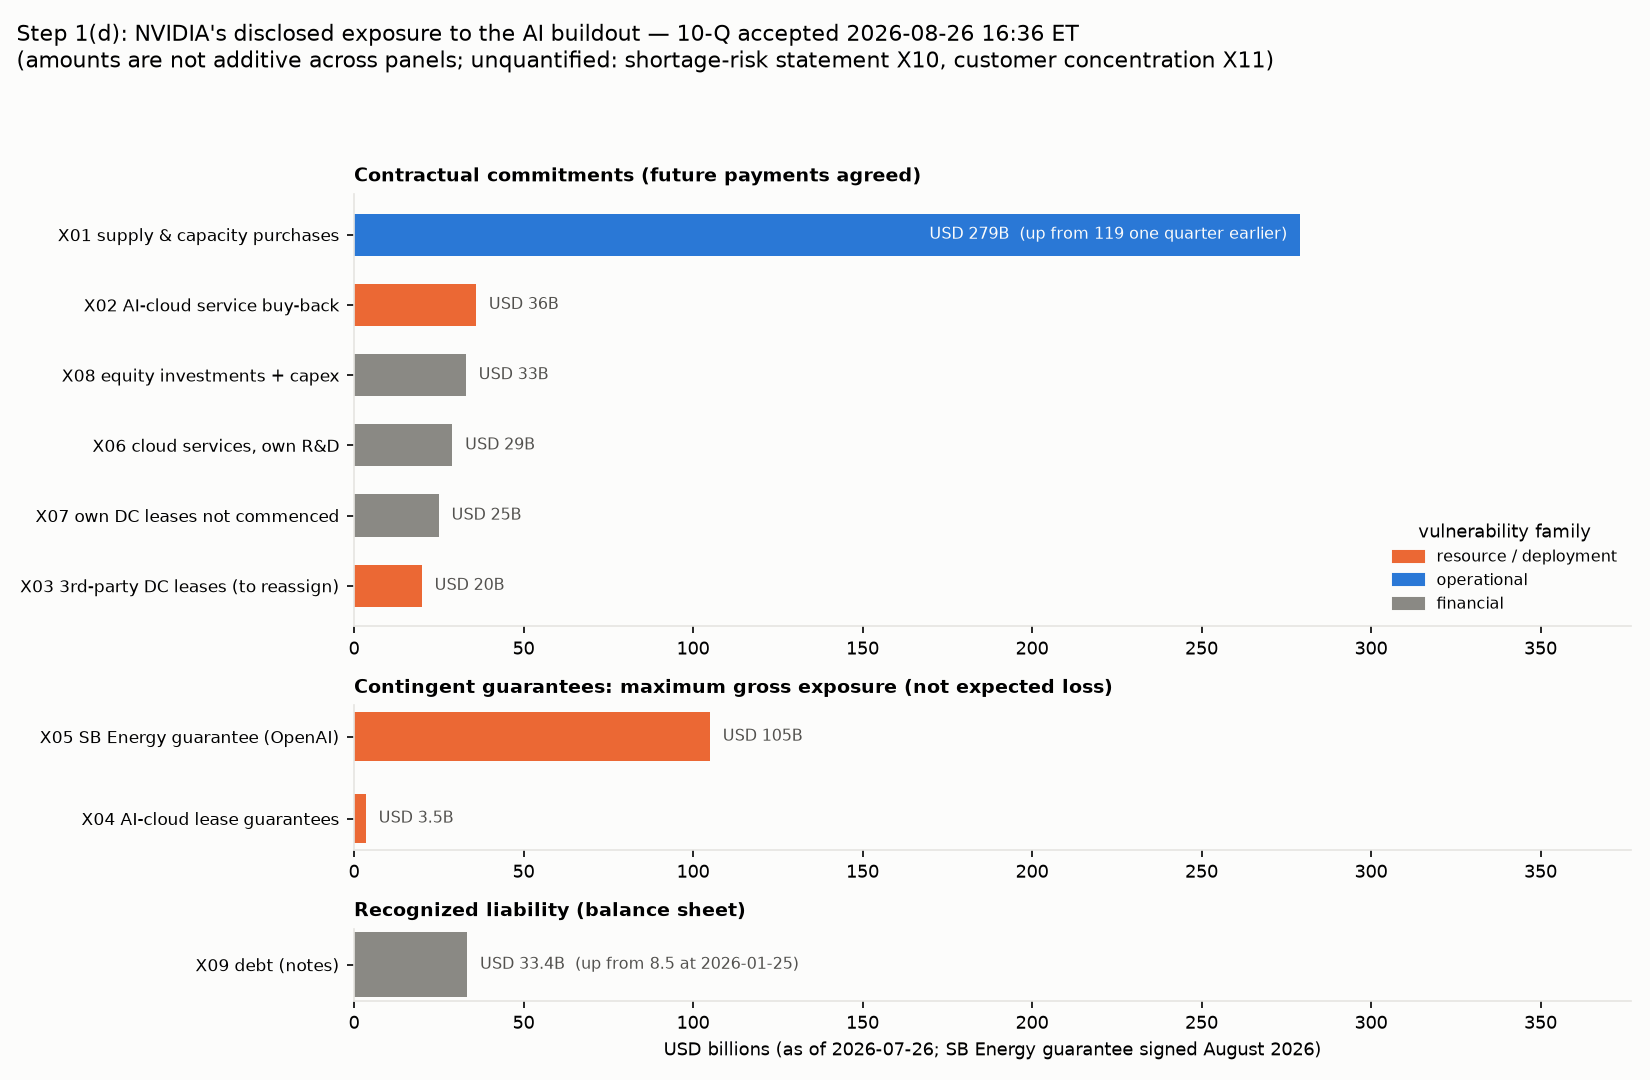 Step 1(d): NVIDIA's disclosed exposure to the AI buildout — 10-Q accepted 2026-08-26 16:36 ET
(amounts are not additive across panels; unquantified: shortage-risk statement X10, customer concentration X11)
Contractual commitments (future payments agreed)
X01 supply & capacity purchases
USD 279B (up from 119 one quarter earlier)
X02 AI-cloud service buy-back
USD 36B
X08 equity investments + capex
USD 33B
X06 cloud services, own R&D
USD 29B
X07 own DC leases not commenced
USD 25B
X03 3rd-party DC leases (to reassign)
USD 20B
vulnerability family
resource / deployment
operational
financial
0 50 100 150 200 250 300 350
Contingent guarantees: maximum gross exposure (not expected loss)
X05 SB Energy guarantee (OpenAI)
USD 105B
X04 AI-cloud lease guarantees
USD 3.5B
0 50 100 150 200 250 300 350
Recognized liability (balance sheet)
X09 debt (notes)
USD 33.4B (up from 8.5 at 2026-01-25)
0 50 100 150 200 250 300 350
USD billions (as of 2026-07-26; SB Energy guarantee signed August 2026)